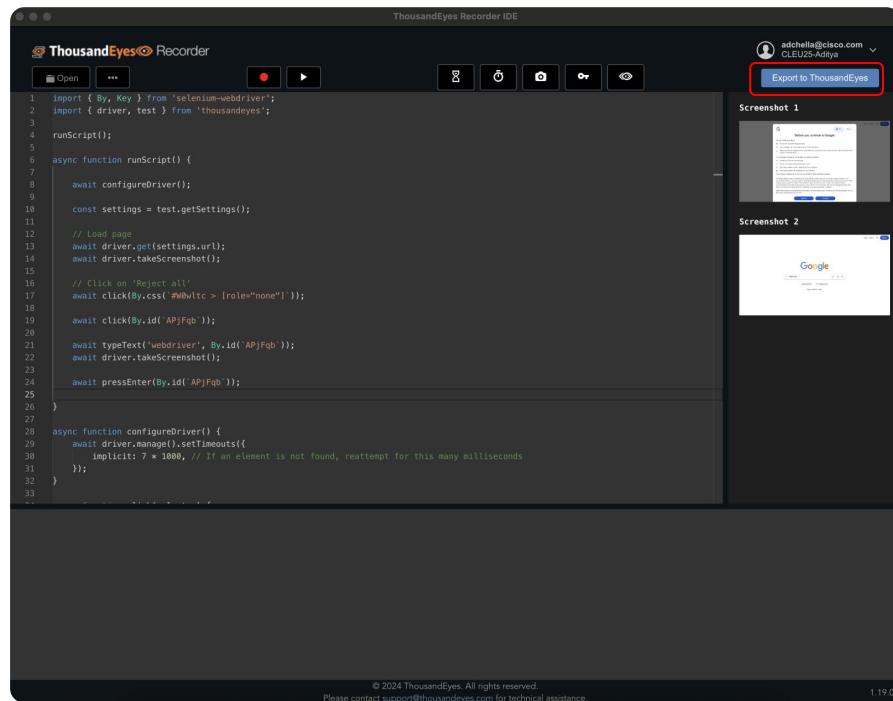 ThousandEyes Recorder IDE
ThousandEyes Recorder
adchella@cisco.com
CLEU25-Aditya
Open
Export to ThousandEyes
1 import { By, Key } from 'selenium-webdriver';
2 import { driver, test } from 'thousandeyes';
3
4 runScript();
5
6 async function runScript() {
7
8 await configureDriver();
9
10 const settings = test.getSettings();
11
12 // Load page
13 await driver.get(settings.url);
14 await driver.takeScreenshot();
15
16 // Click on 'Reject all'
17 await click(By.css(`#W0wltc > [role="none"]`));
18
19 await click(By.id(`APjFqb`));
20
21 await typeText('webdriver', By.id(`APjFqb`));
22 await driver.takeScreenshot();
23
24 await pressEnter(By.id(`APjFqb`));
25
26 }
27
28 async function configureDriver() {
29 await driver.manage().setTimeouts({
30 implicit: 7 * 1000, // If an element is not found, reattempt for this many milliseconds
31 });
32 }
33
Screenshot 1
Before you continue to Google
Screenshot 2
Google
© 2024 ThousandEyes. All rights reserved.
Please contact support@thousandeyes.com for technical assistance.
1.19.0